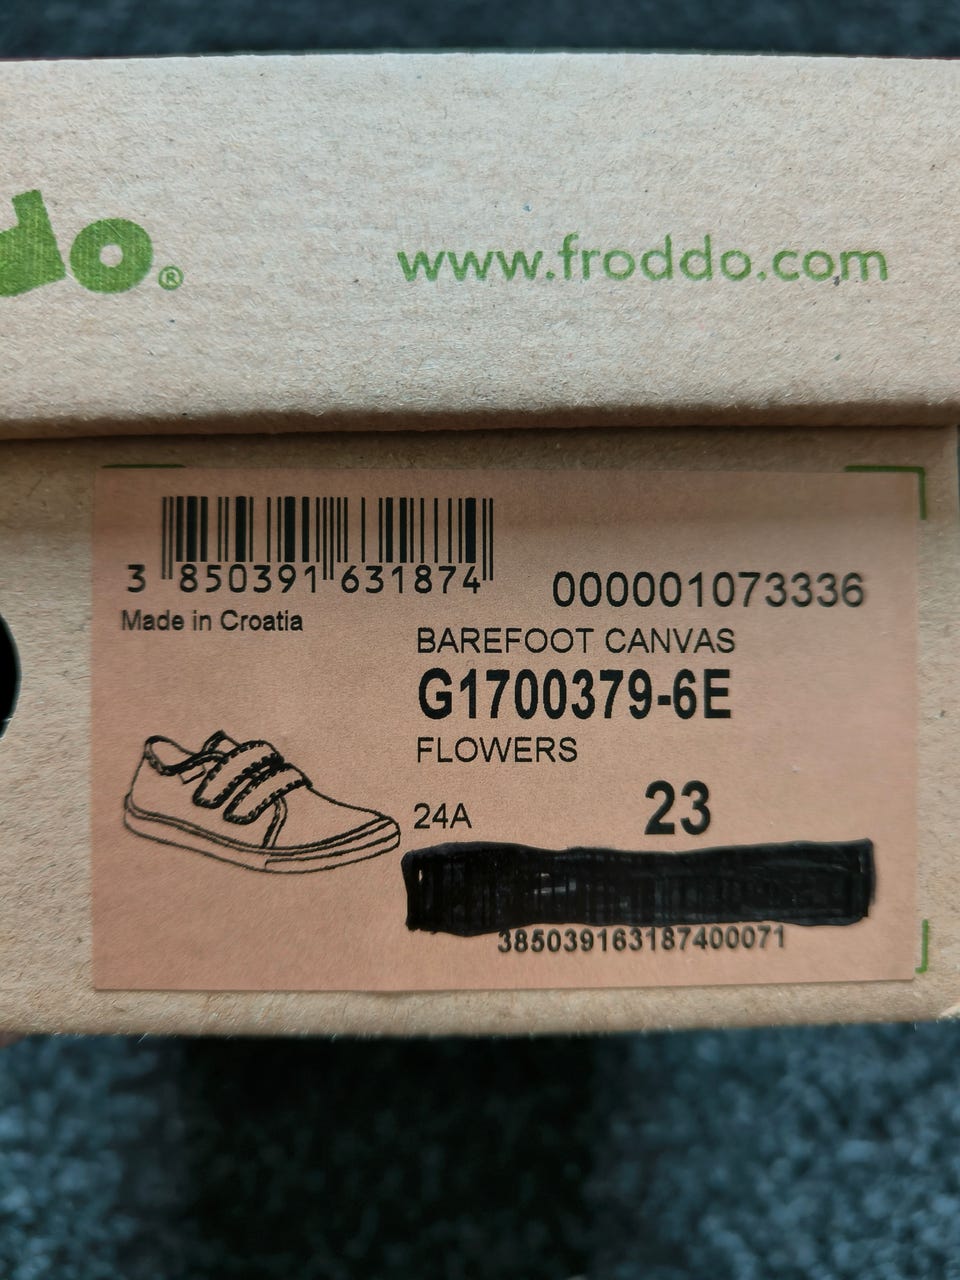 do®
www.froddo.com
3 850391 631874
000001073336
Made in Croatia
BAREFOOT CANVAS
G1700379-6E
FLOWERS
24A 23
385039163187400071